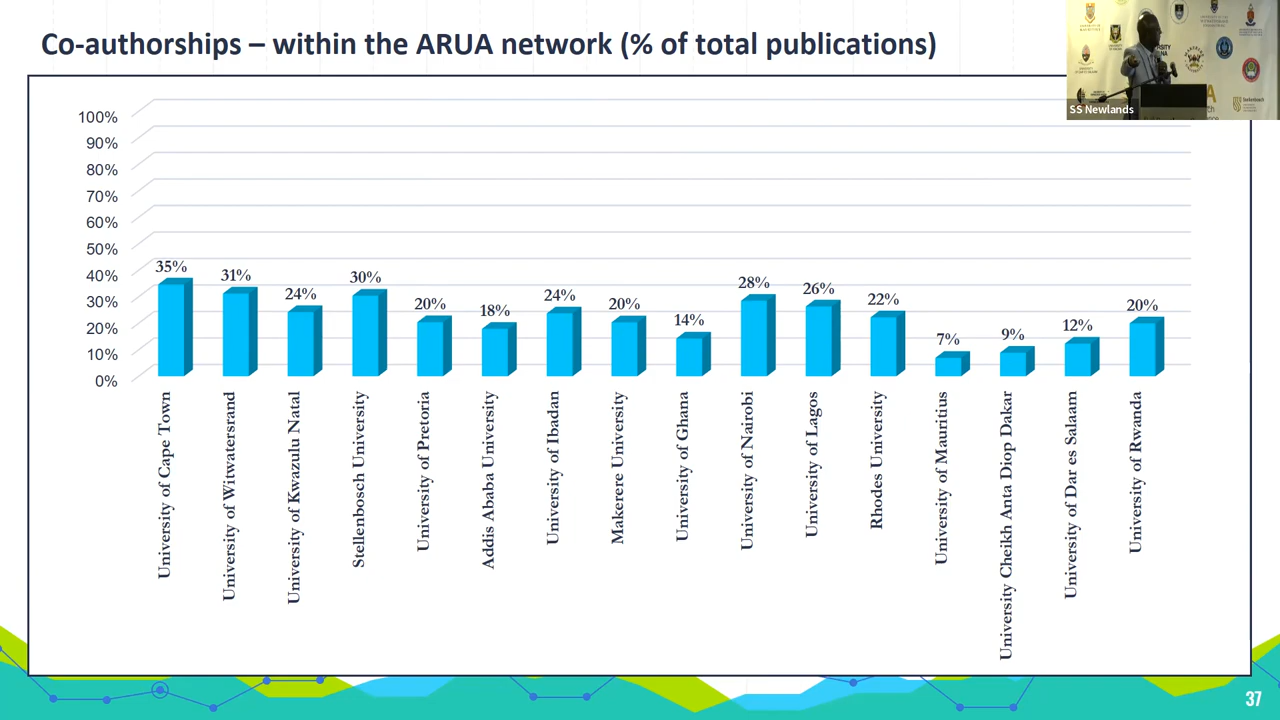 Co-authorships – within the ARUA network (% of total publications)
SS Newlands
100%
90%
80%
70%
60%
50%
40%
30%
20%
10%
0%
35%
31%
24%
30%
20%
18%
24%
20%
14%
28%
26%
22%
7%
9%
12%
20%
University of Cape Town
University of Witwatersrand
University of Kwazulu Natal
Stellenbosch University
University of Pretoria
Addis Ababa University
University of Ibadan
Makerere University
University of Ghana
University of Nairobi
University of Lagos
Rhodes University
University of Mauritius
University Cheikh Anta Diop Dakar
University of Dar es Salaam
University of Rwanda
37